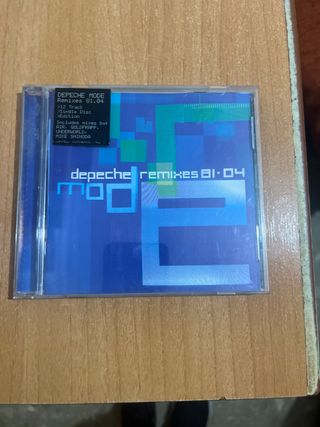 DEPECHE MODE
Remixes 81.04
>12 Track
>Single Disc
>Edition
Includes mixes by:
AIR, GOLDFRAPP,
UNDERWORLD,
MIKE SHINODA
depeche remixes 81·04
mode